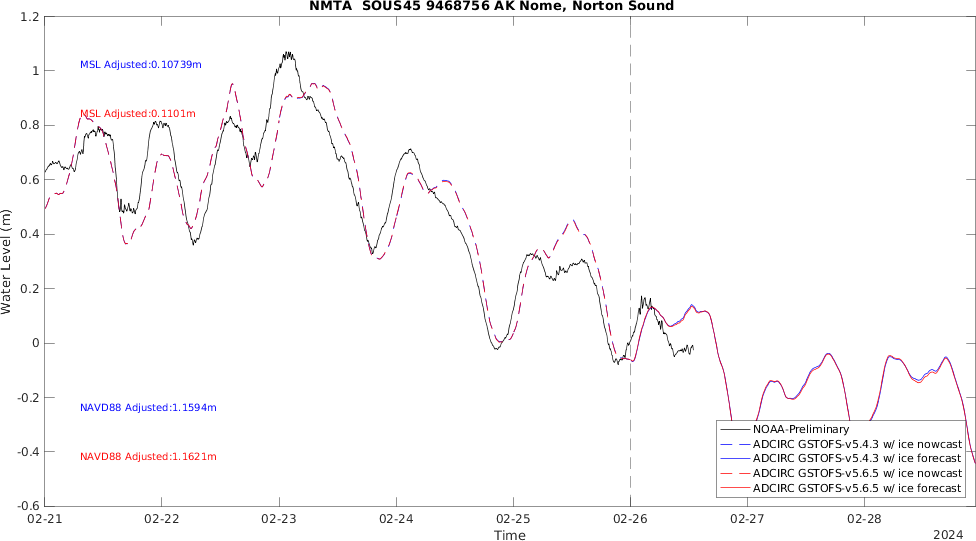 NMTA SOUS45 9468756 AK Nome, Norton Sound
1.2
1
0.8
0.6
0.4
0.2
0
-0.2
-0.4
-0.6
Water Level (m)
MSL Adjusted:0.10739m
MSL Adjusted:0.1101m
NAVD88 Adjusted:1.1594m
NAVD88 Adjusted:1.1621m
NOAA-Preliminary
ADCIRC GSTOFS-v5.4.3 w/ ice nowcast
ADCIRC GSTOFS-v5.4.3 w/ ice forecast
ADCIRC GSTOFS-v5.6.5 w/ ice nowcast
ADCIRC GSTOFS-v5.6.5 w/ ice forecast
02-21 02-22 02-23 02-24 02-25 02-26 02-27 02-28
Time
2024